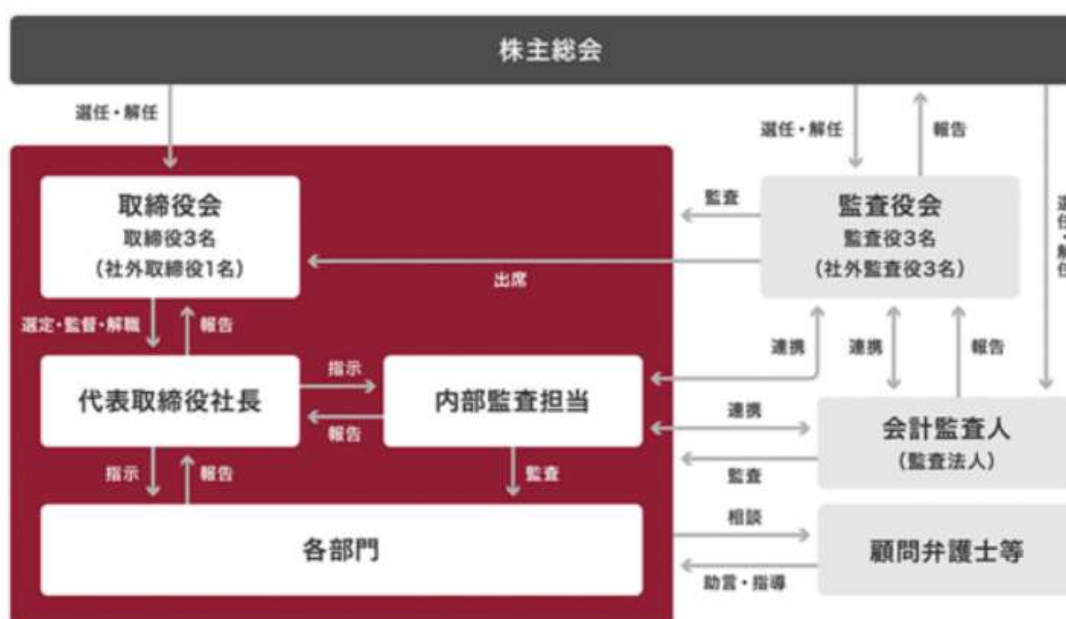 株主総会
選任・解任
選任・解任
報告
選任・解任
取締役会
取締役3名
（社外取締役1名）
監査
監査役会
監査役3名
（社外監査役3名）
出席
選定・監督・解職
報告
連携
連携
報告
代表取締役社長
指示
報告
内部監査担当
連携
監査
会計監査人
（監査法人）
指示
報告
監査
各部門
相談
助言・指導
顧問弁護士等